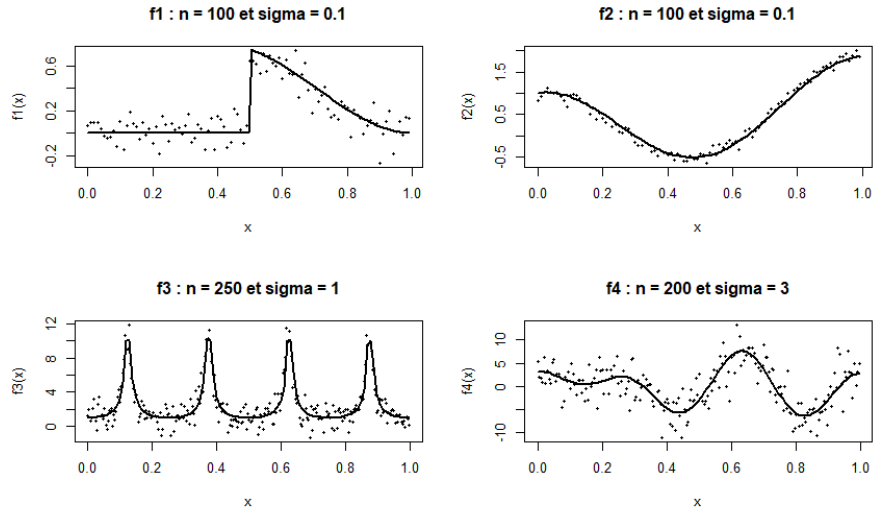 f1 : n = 100 et sigma = 0.1
f1(x)
0.6
0.2
-0.2
0.0 0.2 0.4 0.6 0.8 1.0
x
f2 : n = 100 et sigma = 0.1
f2(x)
1.5
0.5
-0.5
0.0 0.2 0.4 0.6 0.8 1.0
x
f3 : n = 250 et sigma = 1
f3(x)
12
8
4
0
0.0 0.2 0.4 0.6 0.8 1.0
x
f4 : n = 200 et sigma = 3
f4(x)
10
5
0
-10
0.0 0.2 0.4 0.6 0.8 1.0
x